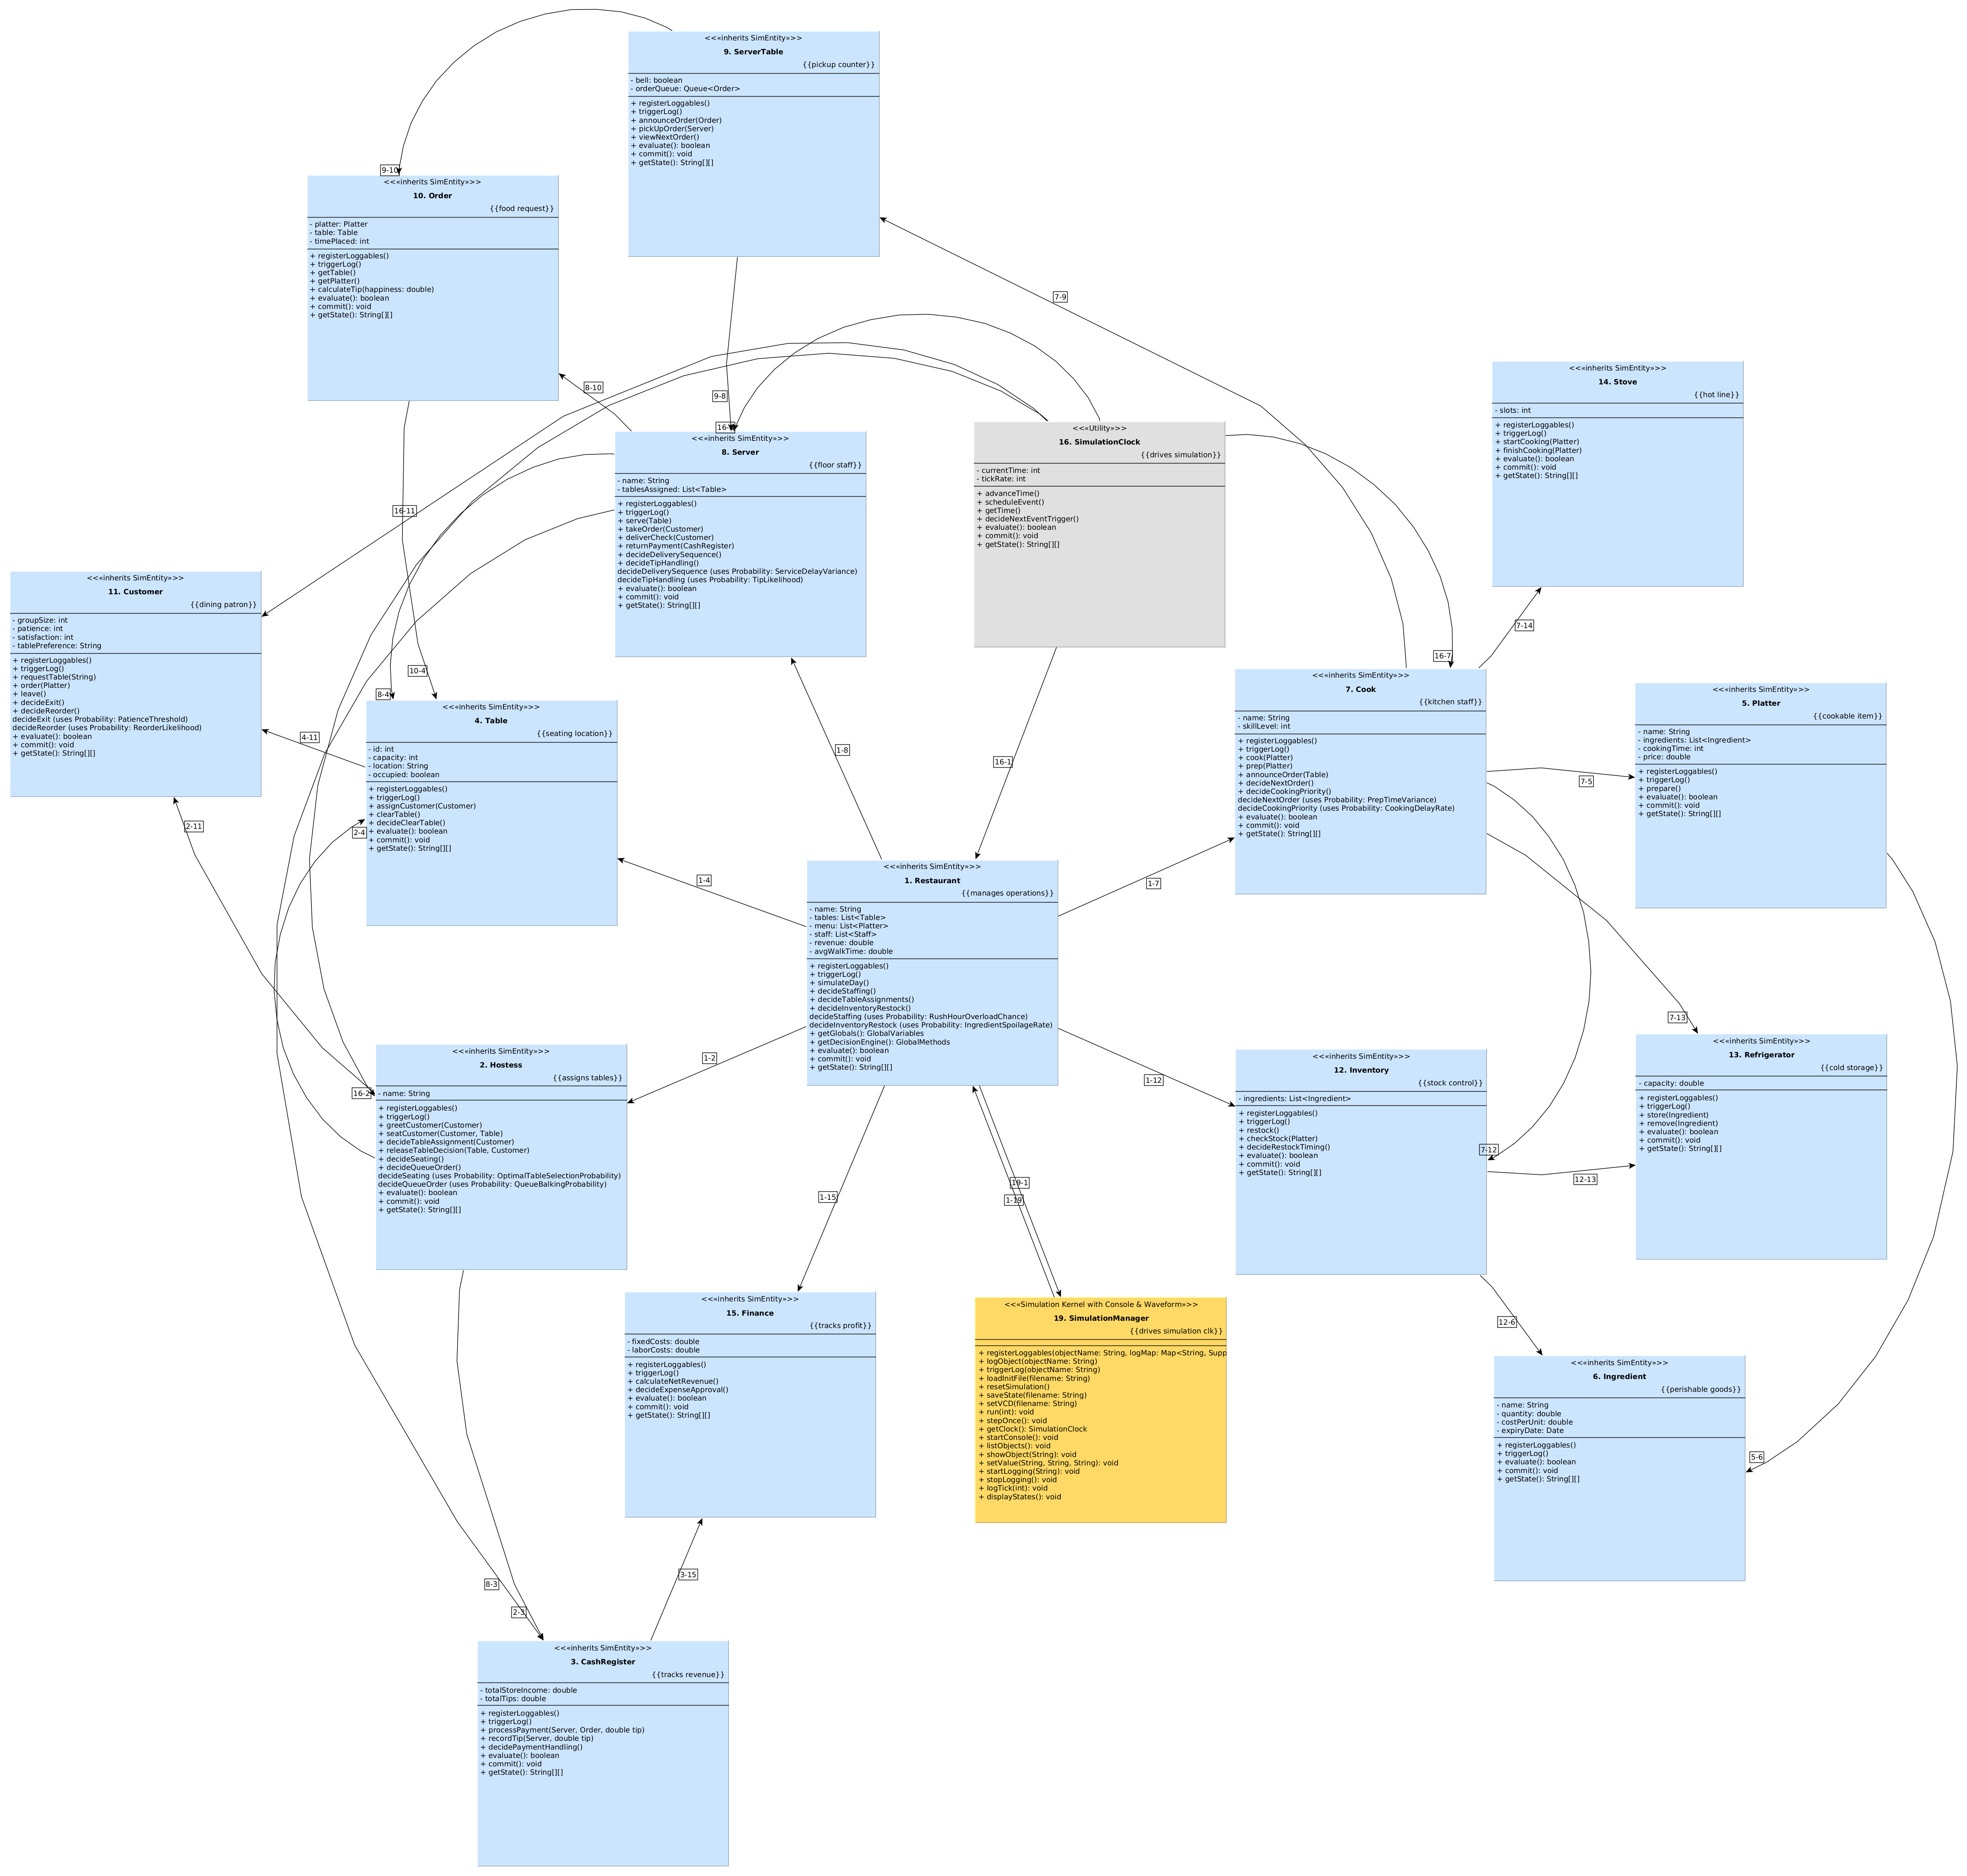 <<«inherits SimEntity»>>
9. ServerTable
{{pickup counter}}
- bell: boolean
- orderQueue: Queue<Order>
+ registerLoggables()
+ triggerLog()
+ announceOrder(Order)
+ pickUpOrder(Server)
+ viewNextOrder()
+ evaluate(): boolean
+ commit(): void
+ getState(): String[][]
9-10
<<«inherits SimEntity»>>
10. Order
{{food request}}
- platter: Platter
- table: Table
- timePlaced: int
+ registerLoggables()
+ triggerLog()
+ getTable()
+ getPlatter()
+ calculateTip(happiness: double)
+ evaluate(): boolean
+ commit(): void
+ getState(): String[][]
7-9
8-10
9-8
16-
<<«inherits SimEntity»>>
14. Stove
{{hot line}}
- slots: int
+ registerLoggables()
+ triggerLog()
+ startCooking(Platter)
+ finishCooking(Platter)
+ evaluate(): boolean
+ commit(): void
+ getState(): String[][]
<<«Utility»>>
16. SimulationClock
{{drives simulation}}
- currentTime: int
- tickRate: int
+ advanceTime()
+ scheduleEvent()
+ getTime()
+ decideNextEventTrigger()
+ evaluate(): boolean
+ commit(): void
+ getState(): String[][]
<<«inherits SimEntity»>>
8. Server
{{floor staff}}
- name: String
- tablesAssigned: List<Table>
+ registerLoggables()
+ triggerLog()
+ serve(Table)
+ takeOrder(Customer)
+ deliverCheck(Customer)
+ returnPayment(CashRegister)
+ decideDeliverySequence()
+ decideTipHandling()
decideDeliverySequence (uses Probability: ServiceDelayVariance)
decideTipHandling (uses Probability: TipLikelihood)
+ evaluate(): boolean
+ commit(): void
+ getState(): String[][]
16-11
<<«inherits SimEntity»>>
11. Customer
{{dining patron}}
- groupSize: int
- patience: int
- satisfaction: int
- tablePreference: String
+ registerLoggables()
+ triggerLog()
+ requestTable(String)
+ order(Platter)
+ leave()
+ decideExit()
+ decideReorder()
decideExit (uses Probability: PatienceThreshold)
decideReorder (uses Probability: ReorderLikelihood)
+ evaluate(): boolean
+ commit(): void
+ getState(): String[][]
7-14
16-7
10-4
8-4
<<«inherits SimEntity»>>
7. Cook
{{kitchen staff}}
- name: String
- skillLevel: int
+ registerLoggables()
+ triggerLog()
+ cook(Platter)
+ prep(Platter)
+ announceOrder(Table)
+ decideNextOrder()
+ decideCookingPriority()
decideNextOrder (uses Probability: PrepTimeVariance)
decideCookingPriority (uses Probability: CookingDelayRate)
+ evaluate(): boolean
+ commit(): void
+ getState(): String[][]
<<«inherits SimEntity»>>
5. Platter
{{cookable item}}
- name: String
- ingredients: List<Ingredient>
- cookingTime: int
- price: double
+ registerLoggables()
+ triggerLog()
+ prepare()
+ evaluate(): boolean
+ commit(): void
+ getState(): String[][]
<<«inherits SimEntity»>>
4. Table
{{seating location}}
- id: int
- capacity: int
- location: String
- occupied: boolean
+ registerLoggables()
+ triggerLog()
+ assignCustomer(Customer)
+ clearTable()
+ decideClearTable()
+ evaluate(): boolean
+ commit(): void
+ getState(): String[][]
4-11
1-8
16-1
7-5
2-11
2-4
1-4
1-7
<<«inherits SimEntity»>>
1. Restaurant
{{manages operations}}
- name: String
- tables: List<Table>
- menu: List<Platter>
- staff: List<Staff>
- revenue: double
- avgWalkTime: double
+ registerLoggables()
+ triggerLog()
+ simulateDay()
+ decideStaffing()
+ decideTableAssignments()
+ decideInventoryRestock()
decideStaffing (uses Probability: RushHourOverloadChance)
decideInventoryRestock (uses Probability: IngredientSpoilageRate)
+ getGlobals(): GlobalVariables
+ getDecisionEngine(): GlobalMethods
+ evaluate(): boolean
+ commit(): void
+ getState(): String[][]
7-13
1-2
1-12
16-2
7-12
12-13
<<«inherits SimEntity»>>
2. Hostess
{{assigns tables}}
- name: String
+ registerLoggables()
+ triggerLog()
+ greetCustomer(Customer)
+ seatCustomer(Customer, Table)
+ decideTableAssignment(Customer)
+ releaseTableDecision(Table, Customer)
+ decideSeating()
+ decideQueueOrder()
decideSeating (uses Probability: OptimalTableSelectionProbability)
decideQueueOrder (uses Probability: QueueBalkingProbability)
+ evaluate(): boolean
+ commit(): void
+ getState(): String[][]
<<«inherits SimEntity»>>
12. Inventory
{{stock control}}
- ingredients: List<Ingredient>
+ registerLoggables()
+ triggerLog()
+ restock()
+ checkStock(Platter)
+ decideRestockTiming()
+ evaluate(): boolean
+ commit(): void
+ getState(): String[][]
<<«inherits SimEntity»>>
13. Refrigerator
{{cold storage}}
- capacity: double
+ registerLoggables()
+ triggerLog()
+ store(Ingredient)
+ remove(Ingredient)
+ evaluate(): boolean
+ commit(): void
+ getState(): String[][]
19-1
1-19
1-15
12-6
<<«inherits SimEntity»>>
15. Finance
{{tracks profit}}
- fixedCosts: double
- laborCosts: double
+ registerLoggables()
+ triggerLog()
+ calculateNetRevenue()
+ decideExpenseApproval()
+ evaluate(): boolean
+ commit(): void
+ getState(): String[][]
<<«Simulation Kernel with Console & Waveform»>>
19. SimulationManager
{{drives simulation clk}}
+ registerLoggables(objectName: String, logMap: Map<String, Supp
+ logObject(objectName: String)
+ triggerLog(objectName: String)
+ loadInitFile(filename: String)
+ resetSimulation()
+ saveState(filename: String)
+ setVCD(filename: String)
+ run(int): void
+ stepOnce(): void
+ getClock(): SimulationClock
+ startConsole(): void
+ listObjects(): void
+ showObject(String): void
+ setValue(String, String, String): void
+ startLogging(String): void
+ stopLogging(): void
+ logTick(int): void
+ displayStates(): void
<<«inherits SimEntity»>>
6. Ingredient
{{perishable goods}}
- name: String
- quantity: double
- costPerUnit: double
- expiryDate: Date
+ registerLoggables()
+ triggerLog()
+ evaluate(): boolean
+ commit(): void
+ getState(): String[][]
5-6
3-15
8-3
2-3
<<«inherits SimEntity»>>
3. CashRegister
{{tracks revenue}}
- totalStoreIncome: double
- totalTips: double
+ registerLoggables()
+ triggerLog()
+ processPayment(Server, Order, double tip)
+ recordTip(Server, double tip)
+ decidePaymentHandling()
+ evaluate(): boolean
+ commit(): void
+ getState(): String[][]